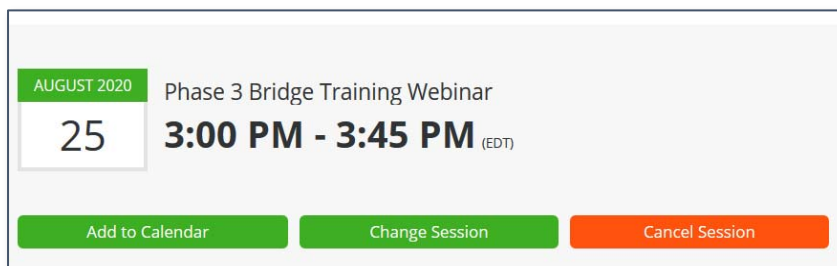 AUGUST 2020
25
Phase 3 Bridge Training Webinar
3:00 PM - 3:45 PM (EDT)
Add to Calendar
Change Session
Cancel Session